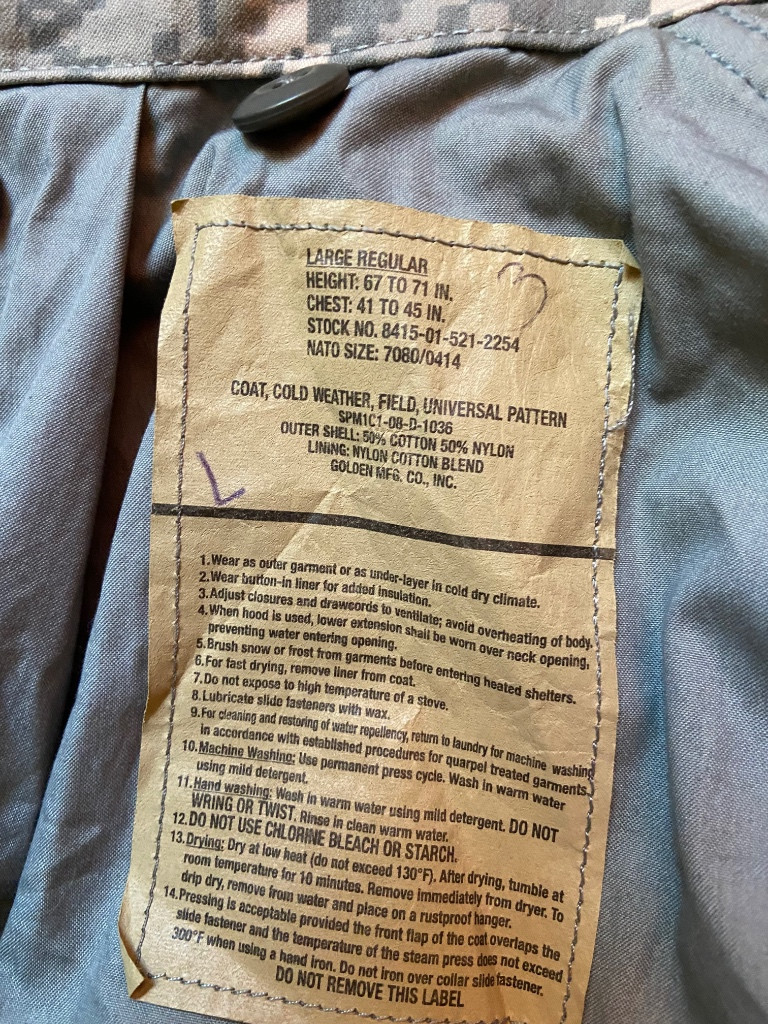 LARGE REGULAR
HEIGHT: 67 TO 71 IN.
CHEST: 41 TO 45 IN.
STOCK NO. 8415-01-521-2254
NATO SIZE: 7080/0414
COAT, COLD WEATHER, FIELD, UNIVERSAL PATTERN
SPM1C1-08-D-1036
OUTER SHELL: 50% COTTON 50% NYLON
LINING: NYLON COTTON BLEND
GOLDEN MFG. CO., INC.
L
1.Wear as outer garment or as under-layer in cold dry climate.
2.Wear button-in liner for added insulation.
3.Adjust closures and drawcords to ventilate; avoid overheating of body.
4.When hood is used, lower extension shall be worn over neck opening,
preventing water entering opening.
5.Brush snow or frost from garments before entering heated shelters.
6.For fast drying, remove liner from coat.
7.Do not expose to high temperature of a stove.
8.Lubricate slide fasteners with wax.
9.For cleaning and restoring of water repellency, return to laundry for machine washing
in accordance with established procedures for quarpel treated garments.
10.Machine Washing: Use permanent press cycle. Wash in warm water
using mild detergent.
11.Hand washing: Wash in warm water using mild detergent. DO NOT
WRING OR TWIST. Rinse in clean warm water.
12.DO NOT USE CHLORINE BLEACH OR STARCH.
13.Drying: Dry at low heat (do not exceed 130°F). After drying, tumble at
room temperature for 10 minutes. Remove immediately from dryer. To
drip dry, remove from water and place on a rustproof hanger.
14.Pressing is acceptable provided the front flap of the coat overlaps the
slide fastener and the temperature of the steam press does not exceed
300°F when using a hand iron. Do not iron over collar slide fastener.
DO NOT REMOVE THIS LABEL